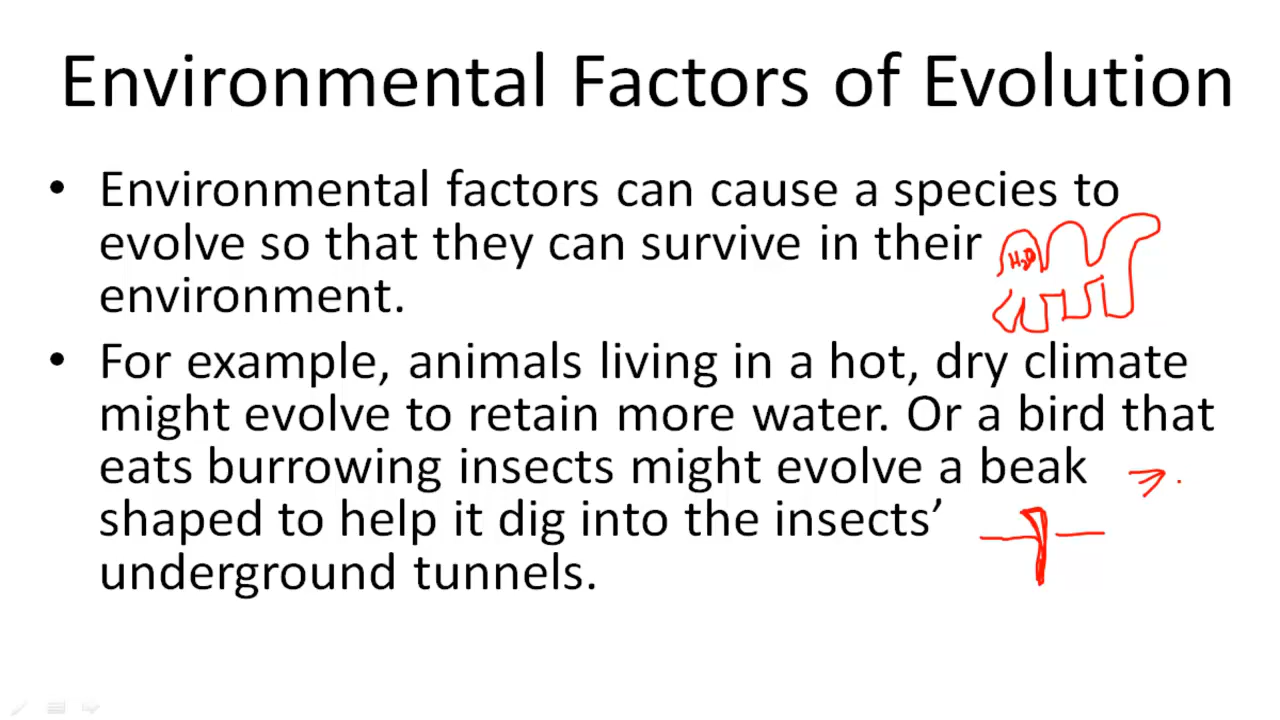 Environmental Factors of Evolution
• Environmental factors can cause a species to
evolve so that they can survive in their
environment.
H₂O
• For example, animals living in a hot, dry climate
might evolve to retain more water. Or a bird that
eats burrowing insects might evolve a beak
shaped to help it dig into the insects’
underground tunnels.